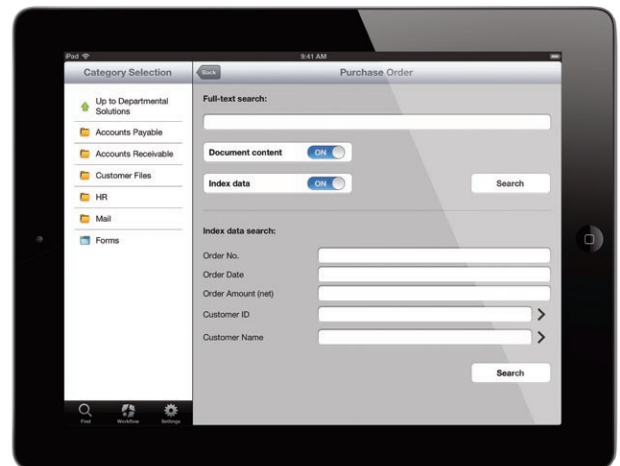 iPad
9:41 AM
Category Selection
Back
Purchase Order
Up to Departmental
Solutions
Accounts Payable
Accounts Receivable
Customer Files
HR
Mail
Forms
Find
Workflow
Settings
Full-text search:
Document content
ON
Index data
ON
Search
Index data search:
Order No.
Order Date
Order Amount (net)
Customer ID
Customer Name
Search